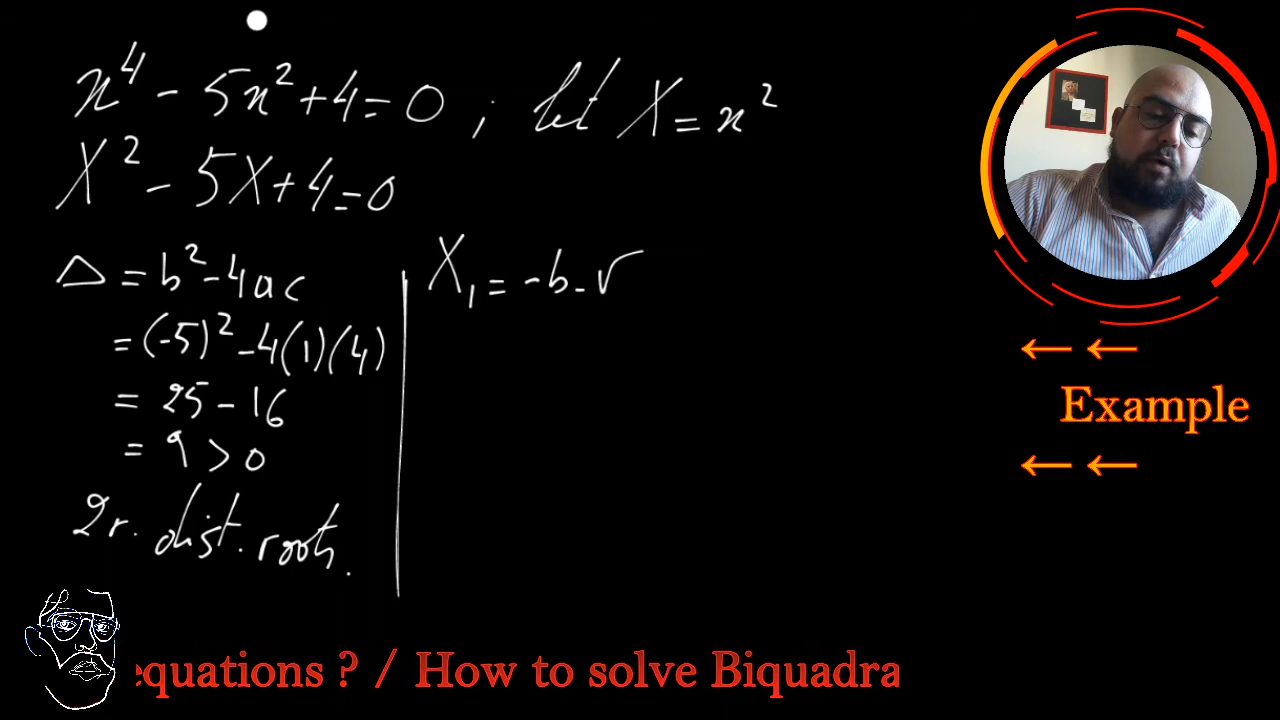 x⁴ - 5x² + 4 = 0 ; let X = x²
X² - 5X + 4 = 0
Δ = b² - 4ac
= (-5)² - 4(1)(4)
= 25 - 16
= 9 > 0
2 r. dist. roots.
X₁ = -b - √
← ←
Example
← ←
equations ? / How to solve Biquadra